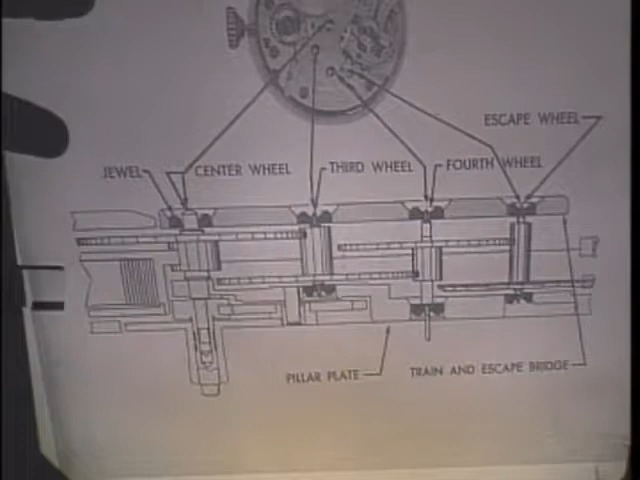 ESCAPE WHEEL
JEWEL
CENTER WHEEL
THIRD WHEEL
FOURTH WHEEL
PILLAR PLATE
TRAIN AND ESCAPE BRIDGE